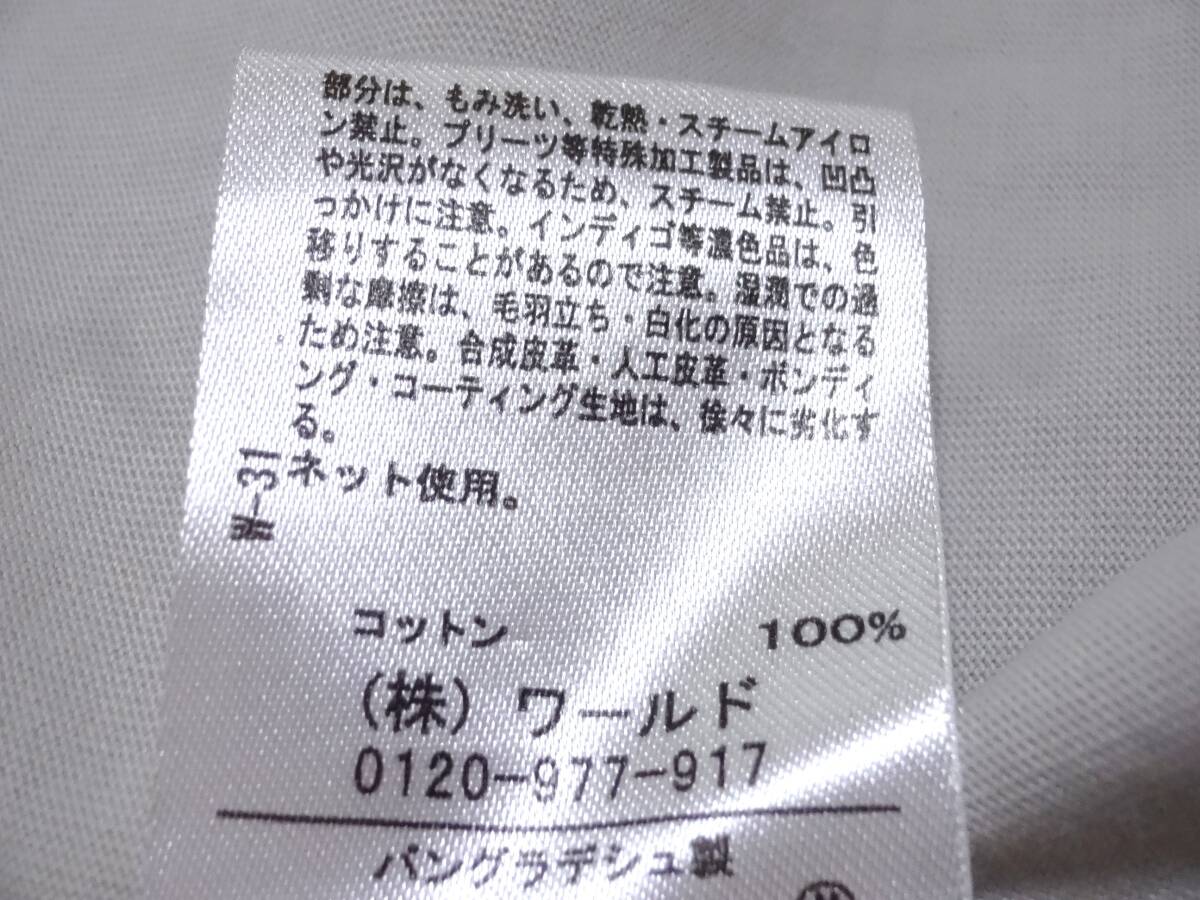 部分は、もみ洗い、乾熱・スチームアイロ
ン禁止。プリーツ等特殊加工製品は、凹凸
や光沢がなくなるため、スチーム禁止。引
っかけに注意。インディゴ等濃色品は、色
移りすることがあるので注意。湿潤での過
剰な摩擦は、毛羽立ち・白化の原因となる
ため注意。合成皮革・人工皮革・ボンディ
ング・コーティング生地は、徐々に劣化す
る。
ネット使用。
W-31
コットン 100%
(株) ワールド
0120-977-917
バングラデシュ製